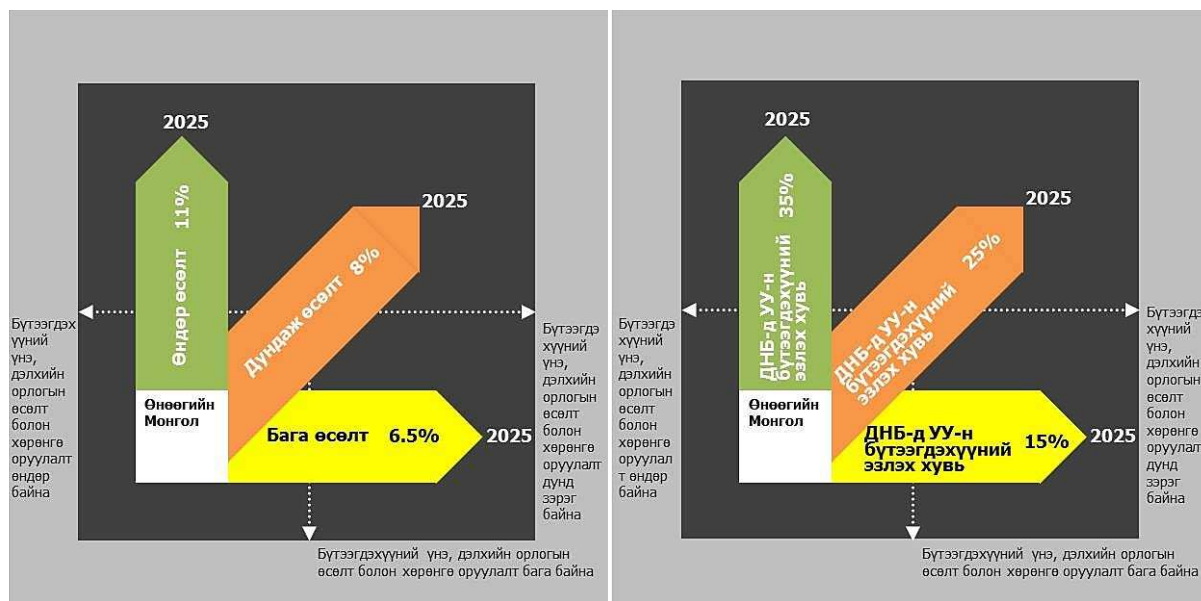 2025
2025
Өндөр өсөлт 11%
Дундаж өсөлт 8%
Бүтээгдэх
үүний
үнэ,
дэлхийн
орлогын
өсөлт
болон
хөрөнгө
оруулалт
өндөр
байна
Өнөөгийн
Монгол
Бага өсөлт 6.5%
2025
Бүтээгдэ
хүүний
үнэ,
дэлхийн
орлогын
өсөлт
болон
хөрөнгө
оруулалт
дунд
зэрэг
байна
Бүтээгдэхүүний үнэ, дэлхийн орлогын
өсөлт болон хөрөнгө оруулалт бага байна
2025
2025
ДНБ-д УУ-н
бүтээгдэхүүний 35%
эзлэх хувь
ДНБ-д УУ-н
бүтээгдэхүүний 25%
эзлэх хувь
Бүтээгдэ
хүүний
үнэ,
дэлхийн
орлогын
өсөлт
болон
хөрөнгө
оруулал
т өндөр
байна
Өнөөгийн
Монгол
ДНБ-д УУ-н
бүтээгдэхүүний 15%
эзлэх хувь
2025
Бүтээгдэ
хүүний
үнэ,
дэлхийн
орлогын
өсөлт
болон
хөрөнгө
оруулалт
дунд
зэрэг
байна
Бүтээгдэхүүний үнэ, дэлхийн орлогын
өсөлт болон хөрөнгө оруулалт бага байна